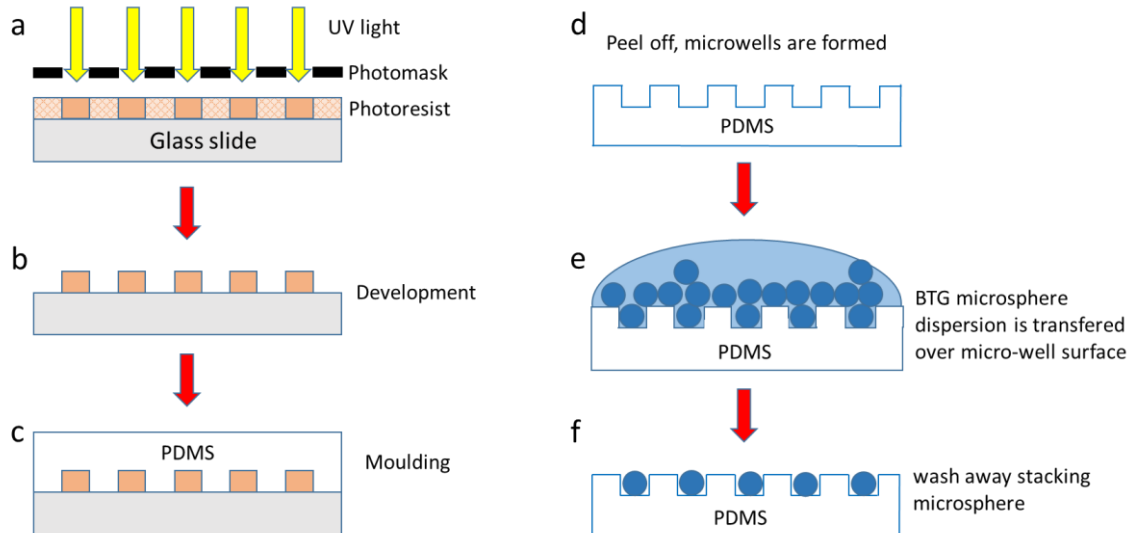 a
UV light
Photomask
Photoresist
Glass slide
b
Development
c
PDMS
Moulding
d
Peel off, microwells are formed
PDMS
e
BTG microsphere
dispersion is transfered
over micro-well surface
PDMS
f
wash away stacking
microsphere
PDMS